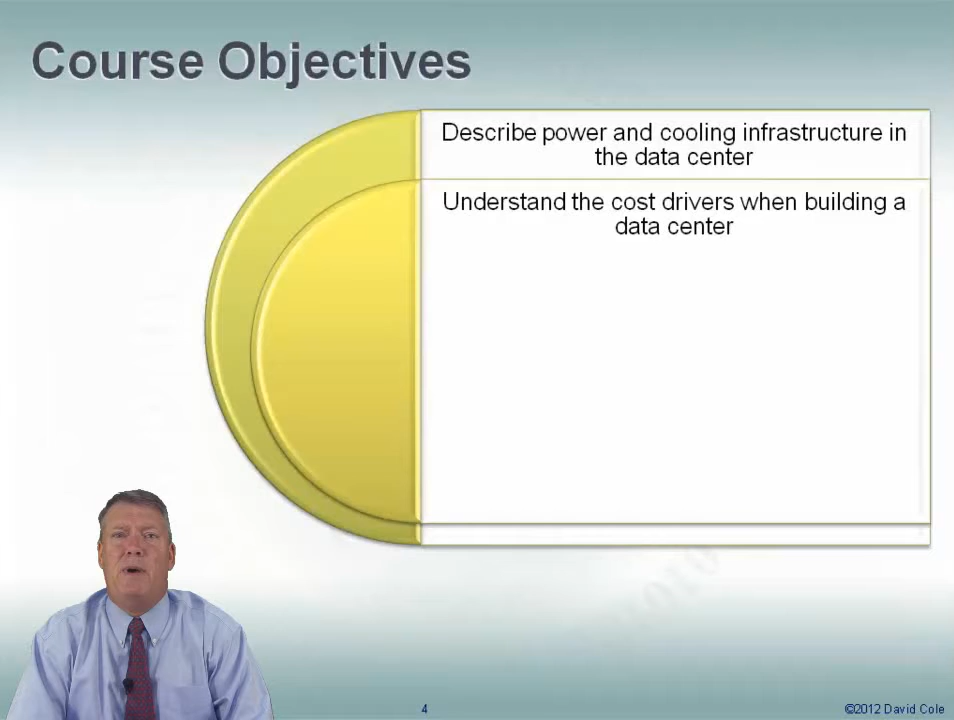 Course Objectives
Describe power and cooling infrastructure in
the data center
Understand the cost drivers when building a
data center
4
©2012 David Cole